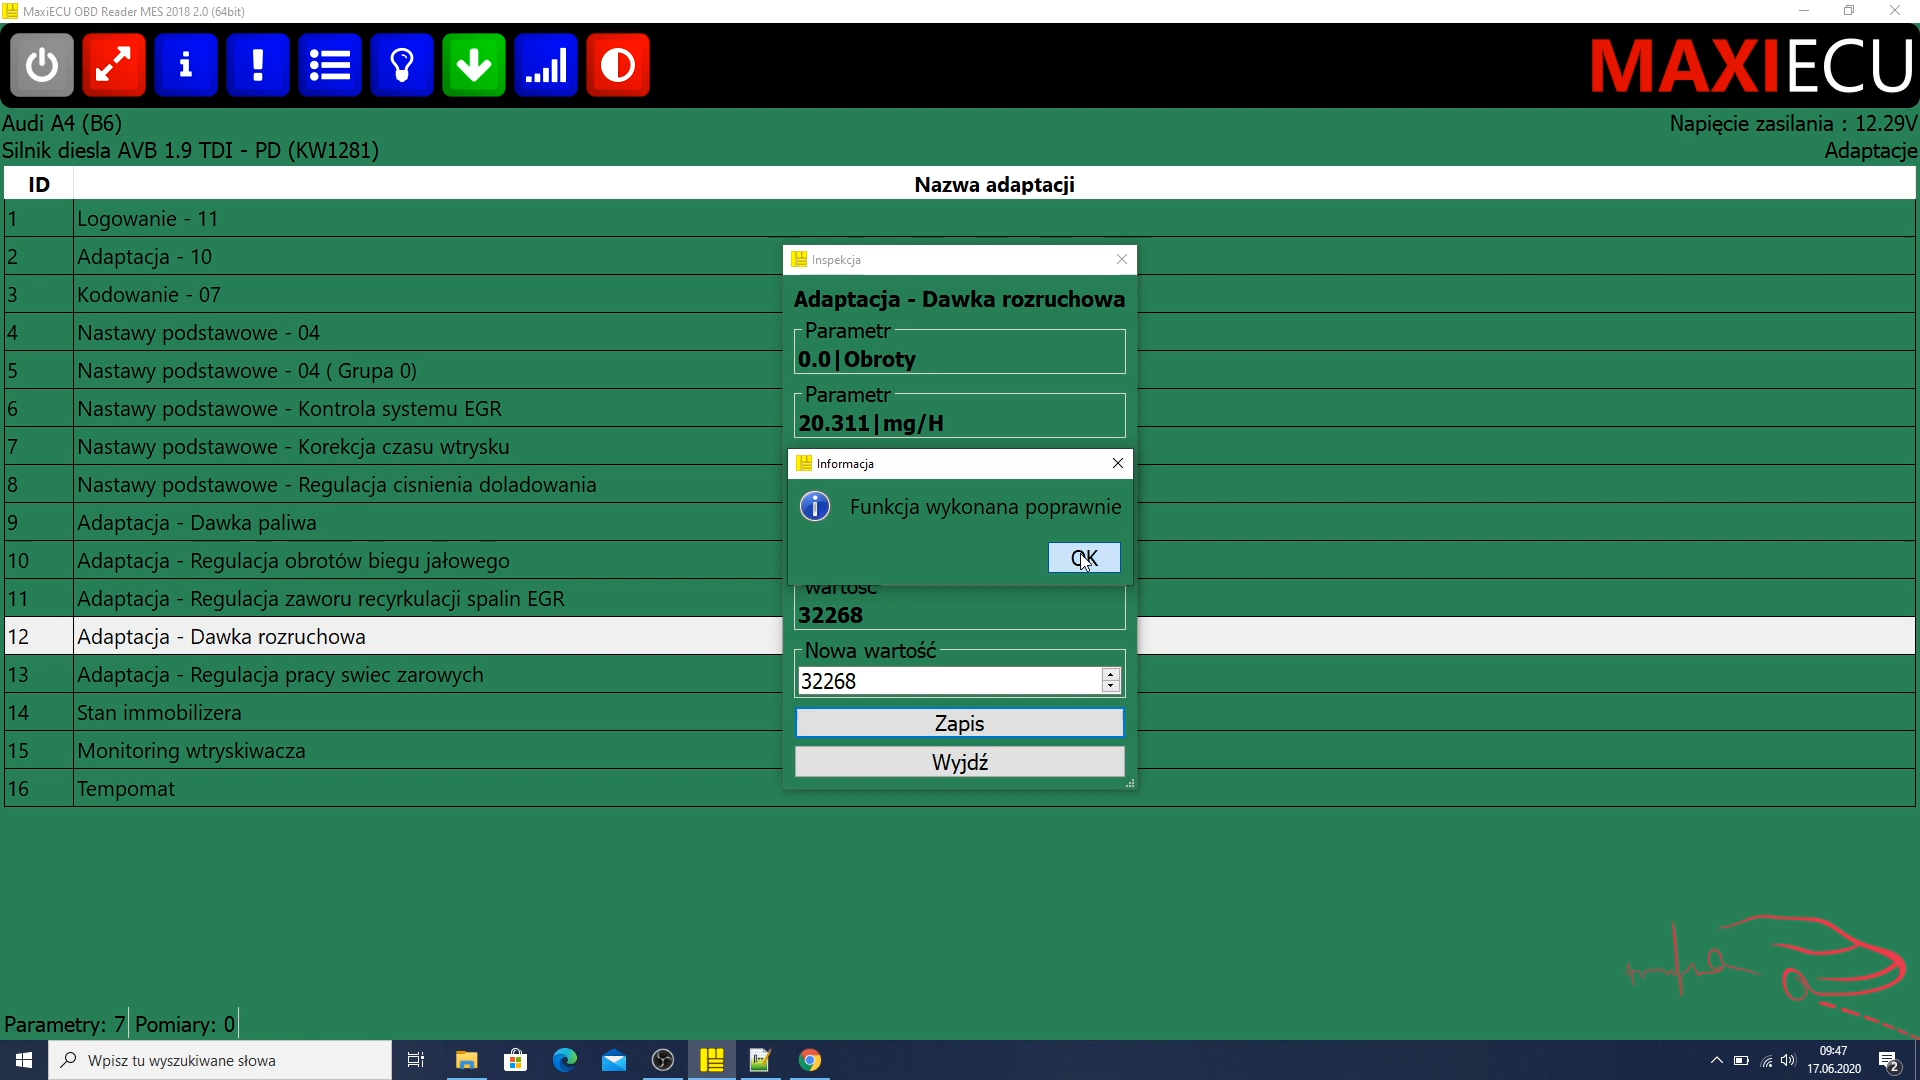 MaxiECU OBD Reader MES 2018 2.0 (64bit)
MAXIECU
Audi A4 (B6)
Napięcie zasilania : 12.29V
Silnik diesla AVB 1.9 TDI - PD (KW1281)
Adaptacje
ID
Nazwa adaptacji
1
Logowanie - 11
2
Adaptacja - 10
3
Kodowanie - 07
4
Nastawy podstawowe - 04
5
Nastawy podstawowe - 04 ( Grupa 0)
6
Nastawy podstawowe - Kontrola systemu EGR
7
Nastawy podstawowe - Korekcja czasu wtrysku
8
Nastawy podstawowe - Regulacja cisnienia doladowania
9
Adaptacja - Dawka paliwa
10
Adaptacja - Regulacja obrotów biegu jałowego
11
Adaptacja - Regulacja zaworu recyrkulacji spalin EGR
12
Adaptacja - Dawka rozruchowa
13
Adaptacja - Regulacja pracy swiec zarowych
14
Stan immobilizera
15
Monitoring wtryskiwacza
16
Tempomat
Inspekcja
Adaptacja - Dawka rozruchowa
Parametr
0.0|Obroty
Parametr
20.311|mg/H
Informacja
Funkcja wykonana poprawnie
OK
wartość
32268
Nowa wartość
32268
Zapis
Wyjdź
Parametry: 7
Pomiary: 0
Wpisz tu wyszukiwane słowa
09:47
17.06.2020
2